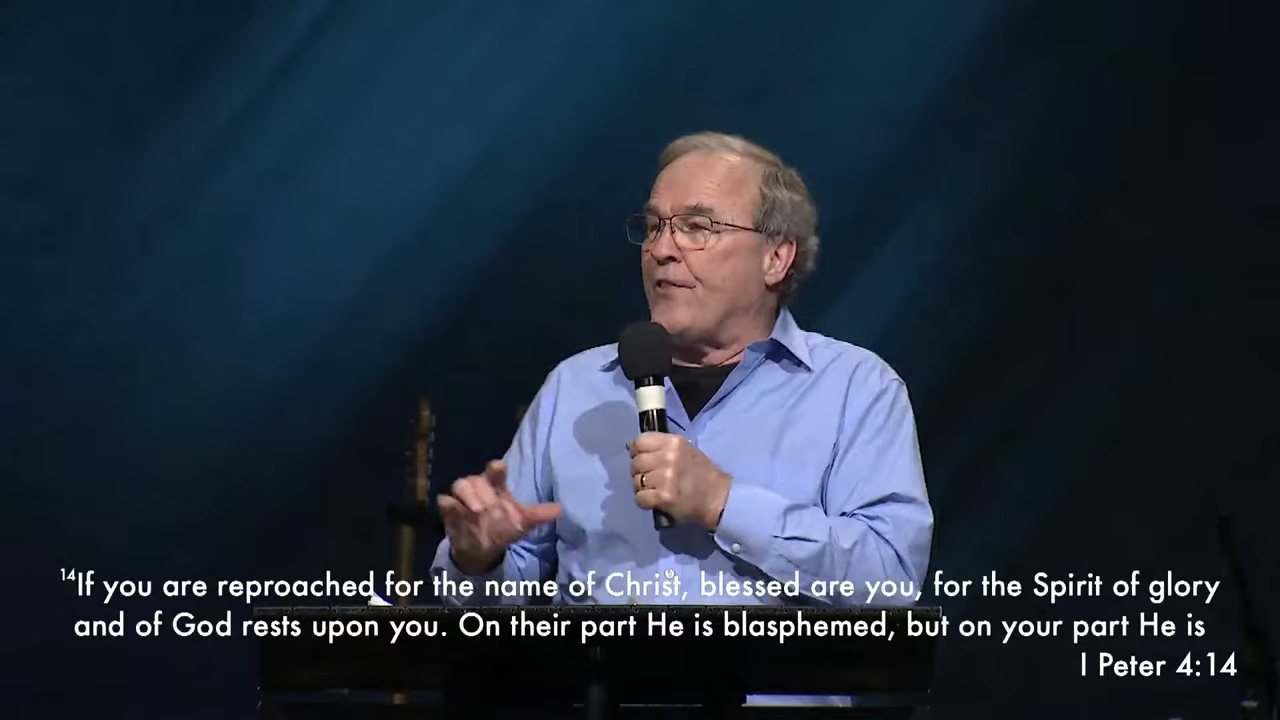 14If you are reproached for the name of Christ, blessed are you, for the Spirit of glory
and of God rests upon you. On their part He is blasphemed, but on your part He is
I Peter 4:14